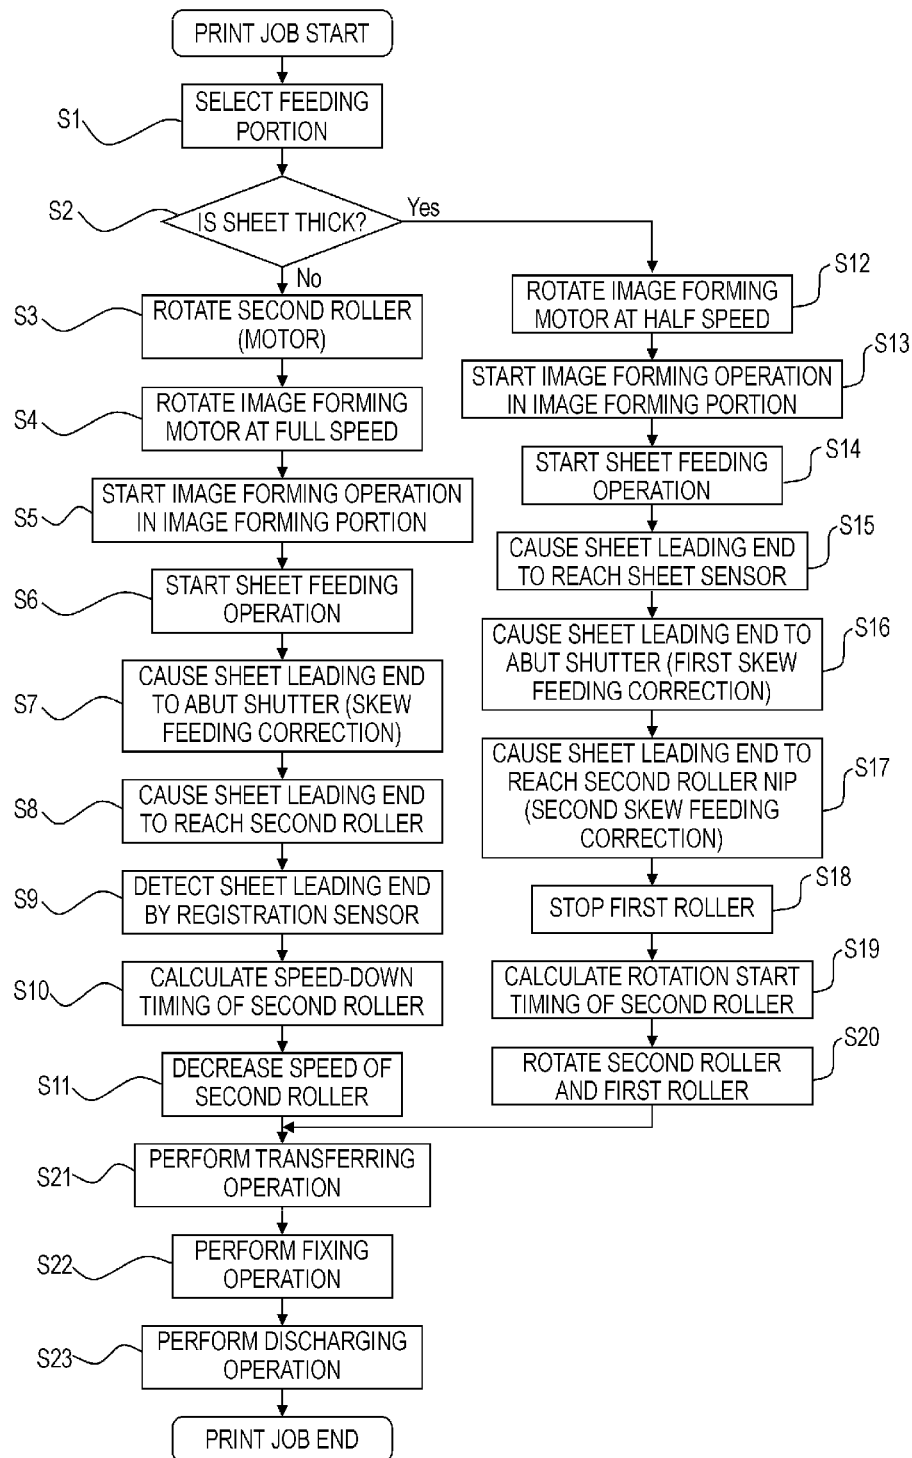 PRINT JOB START
S1
SELECT FEEDING
PORTION
S2
IS SHEET THICK?
Yes
No
S3
ROTATE SECOND ROLLER
(MOTOR)
S4
ROTATE IMAGE FORMING
MOTOR AT FULL SPEED
S5
START IMAGE FORMING OPERATION
IN IMAGE FORMING PORTION
S6
START SHEET FEEDING
OPERATION
S7
CAUSE SHEET LEADING END
TO ABUT SHUTTER (SKEW
FEEDING CORRECTION)
S8
CAUSE SHEET LEADING END
TO REACH SECOND ROLLER
S9
DETECT SHEET LEADING END
BY REGISTRATION SENSOR
S10
CALCULATE SPEED-DOWN
TIMING OF SECOND ROLLER
S11
DECREASE SPEED OF
SECOND ROLLER
S12
ROTATE IMAGE FORMING
MOTOR AT HALF SPEED
S13
START IMAGE FORMING OPERATION
IN IMAGE FORMING PORTION
S14
START SHEET FEEDING
OPERATION
S15
CAUSE SHEET LEADING END
TO REACH SHEET SENSOR
S16
CAUSE SHEET LEADING END TO
ABUT SHUTTER (FIRST SKEW
FEEDING CORRECTION)
S17
CAUSE SHEET LEADING END TO
REACH SECOND ROLLER NIP
(SECOND SKEW FEEDING
CORRECTION)
S18
STOP FIRST ROLLER
S19
CALCULATE ROTATION START
TIMING OF SECOND ROLLER
S20
ROTATE SECOND ROLLER
AND FIRST ROLLER
S21
PERFORM TRANSFERRING
OPERATION
S22
PERFORM FIXING
OPERATION
S23
PERFORM DISCHARGING
OPERATION
PRINT JOB END